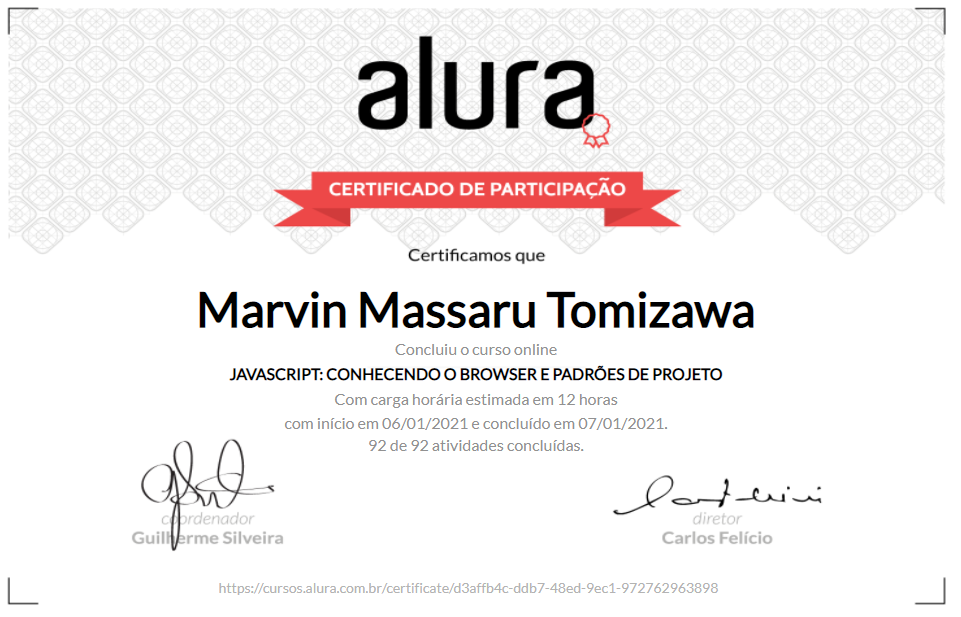 alura
CERTIFICADO DE PARTICIPAÇÃO
Certificamos que
Marvin Massaru Tomizawa
Concluiu o curso online
JAVASCRIPT: CONHECENDO O BROWSER E PADRÕES DE PROJETO
Com carga horária estimada em 12 horas
com início em 06/01/2021 e concluído em 07/01/2021.
92 de 92 atividades concluídas.
coordenador
Guilherme Silveira
diretor
Carlos Felício
https://cursos.alura.com.br/certificate/d3affb4c-ddb7-48ed-9ec1-972762963898